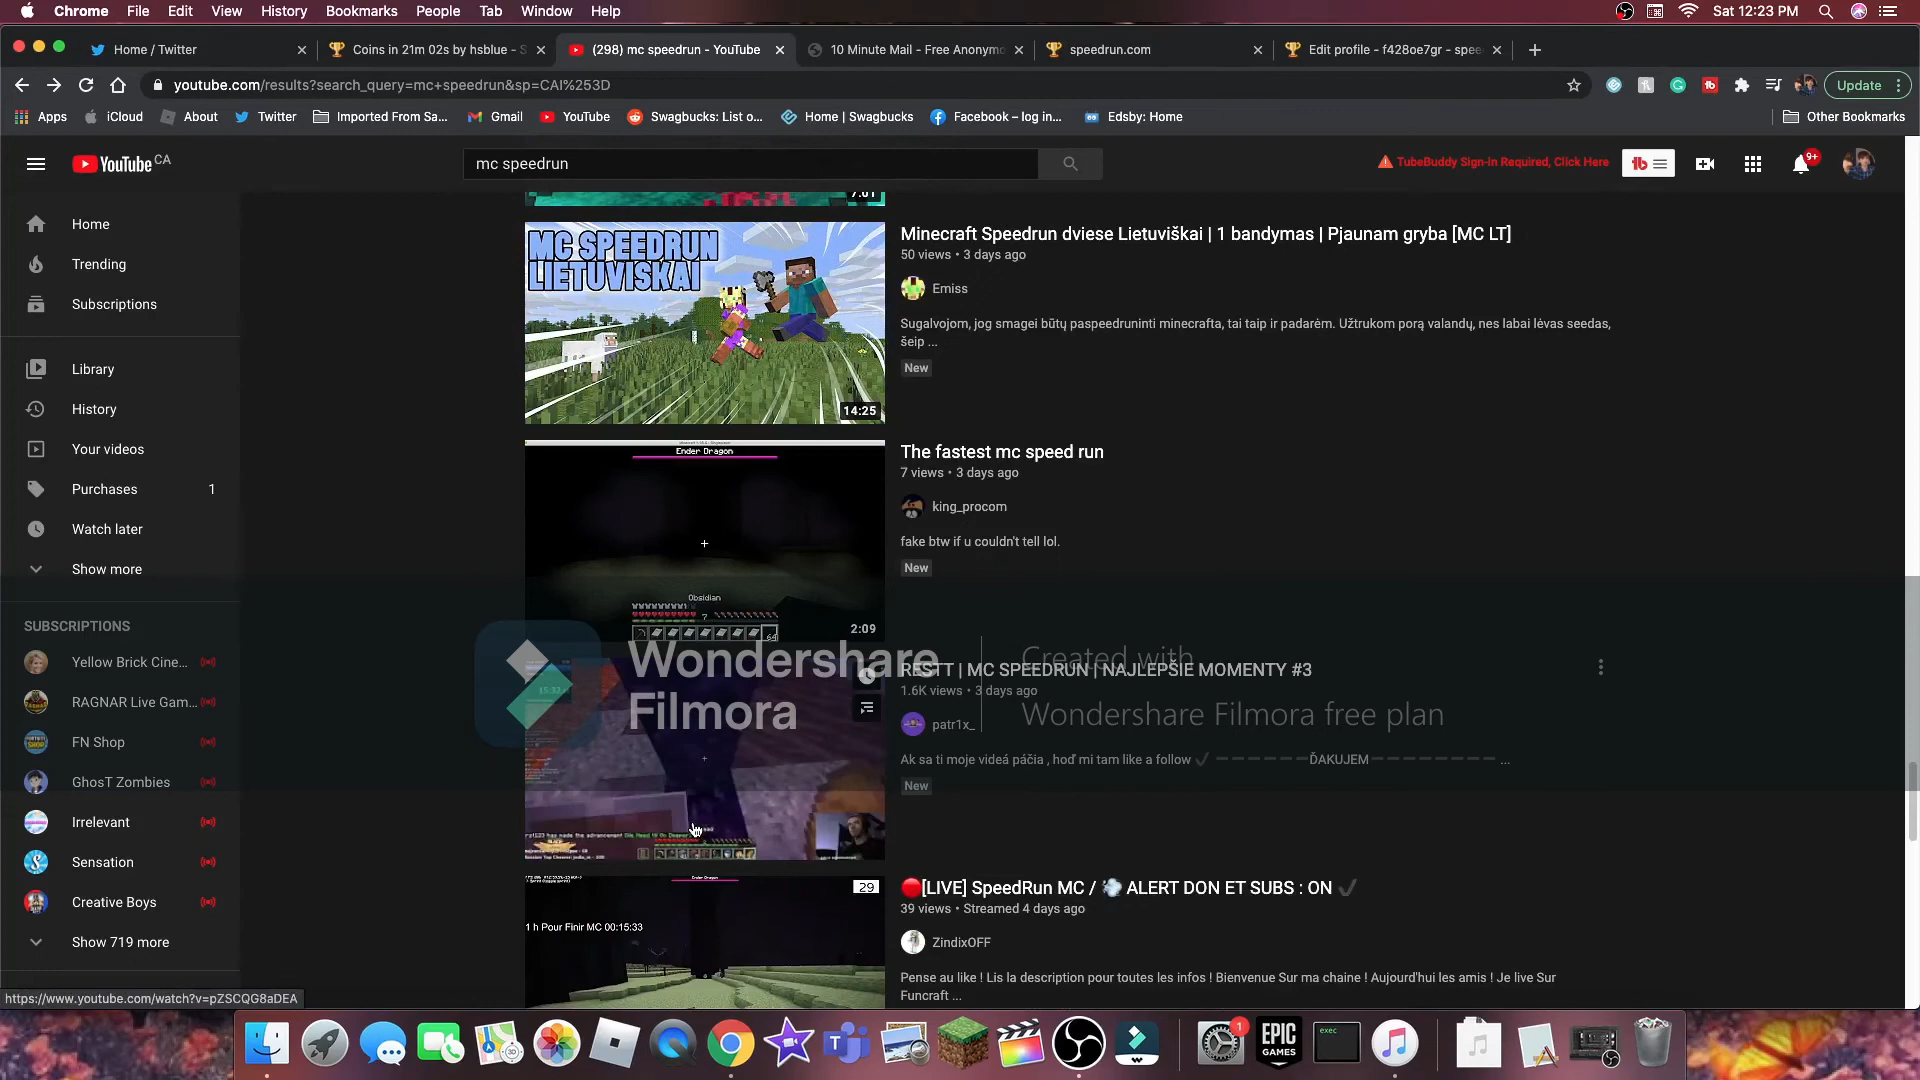 Chrome File Edit View History Bookmarks People Tab Window Help Sat 12:23 PM
Home / Twitter Coins in 21m 02s by hsblue - S (298) mc speedrun - YouTube 10 Minute Mail - Free Anonymo speedrun.com Edit profile - f428oe7gr - spee
youtube.com/results?search_query=mc+speedrun&sp=CAI%253D Update
Apps iCloud About Twitter Imported From Sa... Gmail YouTube Swagbucks: List o... Home | Swagbucks Facebook – log in... Edsby: Home Other Bookmarks
YouTube CA mc speedrun TubeBuddy Sign-in Required, Click Here tb 9+
Home
Trending
Subscriptions
Library
History
Your videos
Purchases 1
Watch later
Show more
SUBSCRIPTIONS
Yellow Brick Cine...
RAGNAR Live Gam...
FN Shop
GhosT Zombies
Irrelevant
Sensation
Creative Boys
Show 719 more
7:01
MC SPEEDRUN
LIETUVISKAI
14:25
Minecraft Speedrun dviese Lietuviškai | 1 bandymas | Pjaunam gryba [MC LT]
50 views • 3 days ago
Emiss
Sugalvojom, jog smagei būtų paspeedruninti minecrafta, tai taip ir padarėm. Užtrukom porą valandų, nes labai lėvas seedas,
šeip ...
New
Ender Dragon
Obsidian
7
64
2:09
The fastest mc speed run
7 views • 3 days ago
king_procom
fake btw if u couldn't tell lol.
New
RESTT | MC SPEEDRUN | NAJLEPŠIE MOMENTY #3
1.6K views • 3 days ago
patr1x_
Ak sa ti moje videá páčia , hoď mi tam like a follow ✓ — — — — — — ĎAKUJEM — — — — — — — — ...
New
Wondershare
Filmora
Created with
Wondershare Filmora free plan
Ender Dragon
29
1 h Pour Finir MC 00:15:33
[LIVE] SpeedRun MC / ALERT DON ET SUBS : ON ✓
39 views • Streamed 4 days ago
ZindixOFF
Pense au like ! Lis la description pour toutes les infos ! Bienvenue Sur ma chaine ! Aujourd'hui les amis ! Je live Sur
Funcraft ...
https://www.youtube.com/watch?v=pZSCQG8aDEA
1
EPIC
GAMES
exec